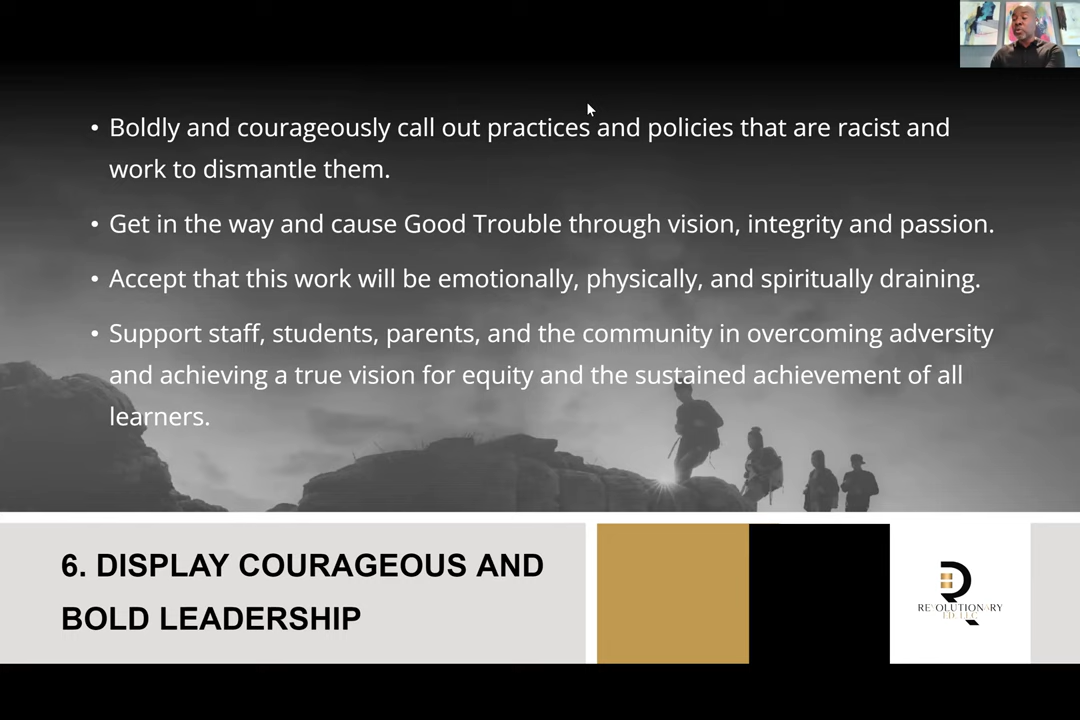 • Boldly and courageously call out practices and policies that are racist and
work to dismantle them.
• Get in the way and cause Good Trouble through vision, integrity and passion.
• Accept that this work will be emotionally, physically, and spiritually draining.
• Support staff, students, parents, and the community in overcoming adversity
and achieving a true vision for equity and the sustained achievement of all
learners.
6. DISPLAY COURAGEOUS AND
BOLD LEADERSHIP
REVOLUTIONARY
ED, LLC